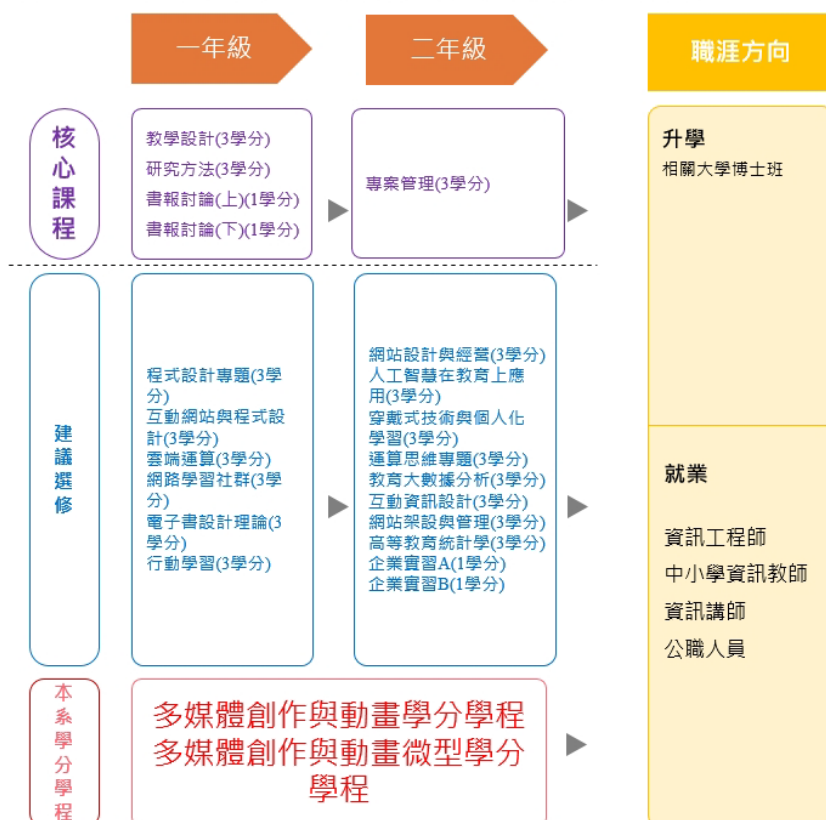 一年級
二年級
職涯方向
核
心
課
程
教學設計(3學分)
研究方法(3學分)
書報討論(上)(1學分)
書報討論(下)(1學分)
專案管理(3學分)
升學
相關大學博士班
建
議
選
修
程式設計專題(3學
分)
互動網站與程式設
計(3學分)
雲端運算(3學分)
網路學習社群(3學
分)
電子書設計理論(3
學分)
行動學習(3學分)
網站設計與經營(3學分)
人工智慧在教育上應
用(3學分)
穿戴式技術與個人化
學習(3學分)
運算思維專題(3學分)
教育大數據分析(3學分)
互動資訊設計(3學分)
網站架設與管理(3學分)
高等教育統計學(3學分)
企業實習A(1學分)
企業實習B(1學分)
就業
資訊工程師
中小學資訊教師
資訊講師
公職人員
本
系
學
分
學
程
多媒體創作與動畫學分學程
多媒體創作與動畫微型學分
學程